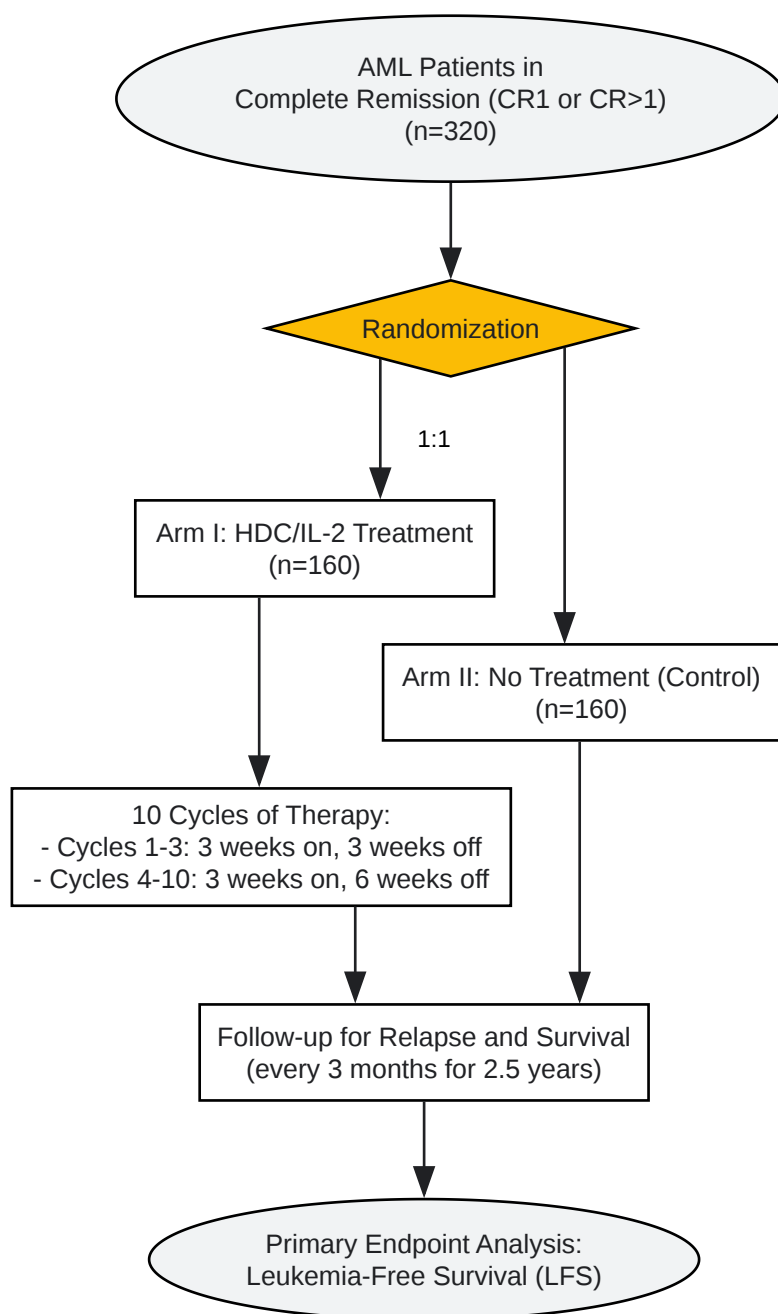 AML Patients in
Complete Remission (CR1 or CR>1)
(n=320)
Randomization
1:1
Arm I: HDC/IL-2 Treatment
(n=160)
Arm II: No Treatment (Control)
(n=160)
10 Cycles of Therapy:
- Cycles 1-3: 3 weeks on, 3 weeks off
- Cycles 4-10: 3 weeks on, 6 weeks off
Follow-up for Relapse and Survival
(every 3 months for 2.5 years)
Primary Endpoint Analysis:
Leukemia-Free Survival (LFS)